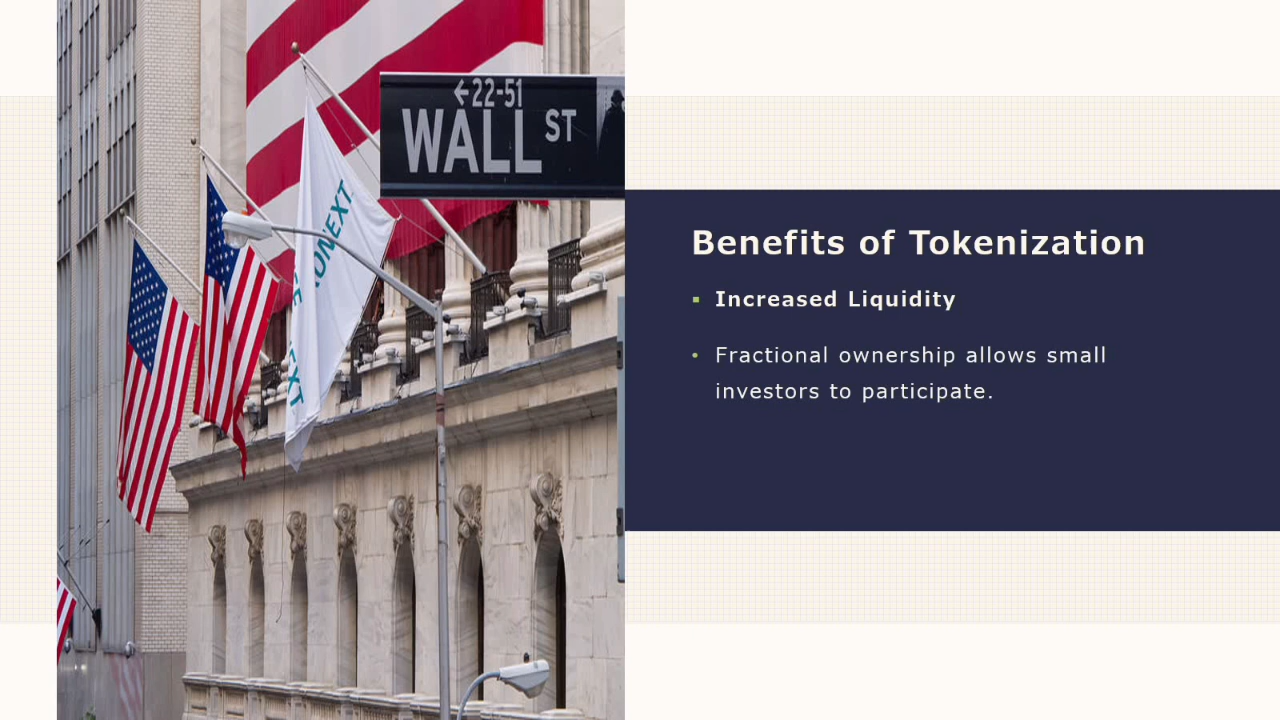 ←22-51
WALL ST
Benefits of Tokenization
▪ Increased Liquidity
• Fractional ownership allows small
investors to participate.